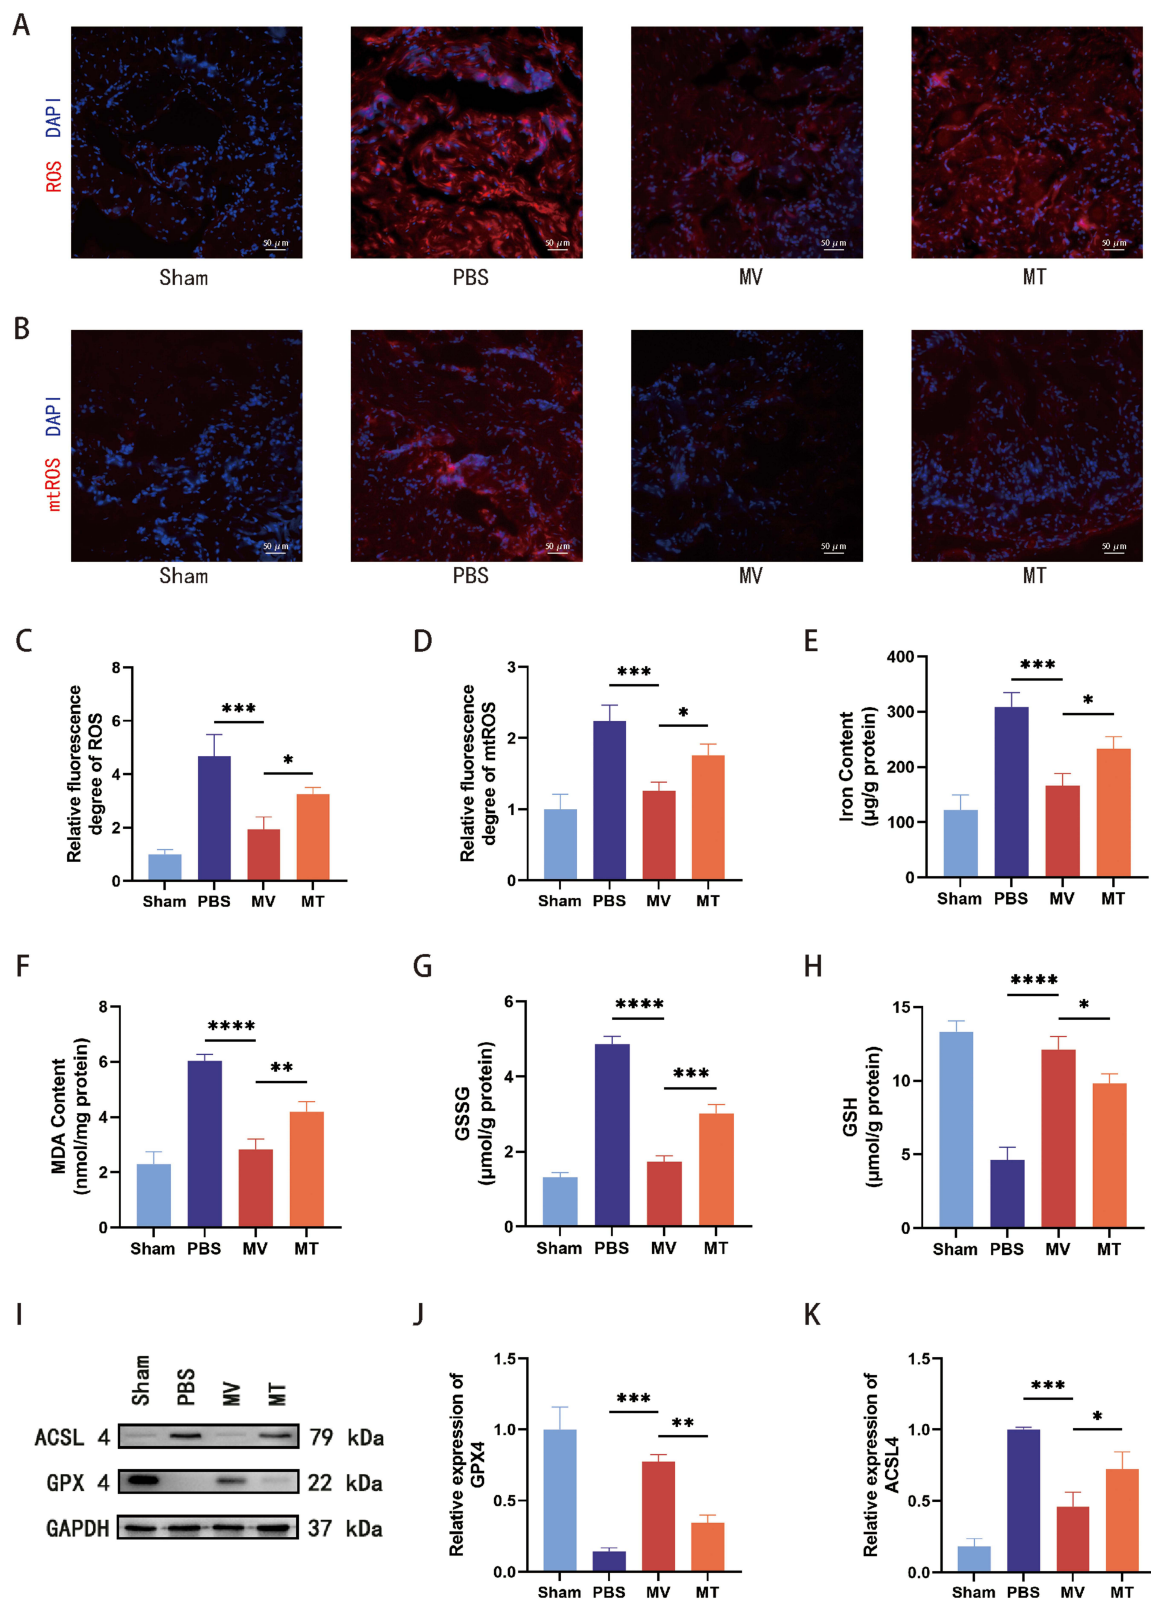 A
ROS DAPI
50 μm
50 μm
50 μm
50 μm
Sham
PBS
MV
MT
B
mtROS DAPI
50 μm
50 μm
50 μm
50 μm
Sham
PBS
MV
MT
C
Relative fluorescence
degree of ROS
8
6
4
2
0
***
*
Sham PBS MV MT
D
Relative fluorescence
degree of mtROS
3
2
1
0
***
*
Sham PBS MV MT
E
Iron Content
(μg/g protein)
400
300
200
100
0
***
*
Sham PBS MV MT
F
MDA Content
(nmol/mg protein)
8
6
4
2
0
****
**
Sham PBS MV MT
G
GSSG
(μmol/g protein)
6
4
2
0
****
***
Sham PBS MV MT
H
GSH
(μmol/g protein)
15
10
5
0
****
*
Sham PBS MV MT
I
Sham PBS MV MT
ACSL 4 79 kDa
GPX 4 22 kDa
GAPDH 37 kDa
J
Relative expression of
GPX4
1.5
1.0
0.5
0.0
***
**
Sham PBS MV MT
K
Relative expression of
ACSL4
1.5
1.0
0.5
0.0
***
*
Sham PBS MV MT